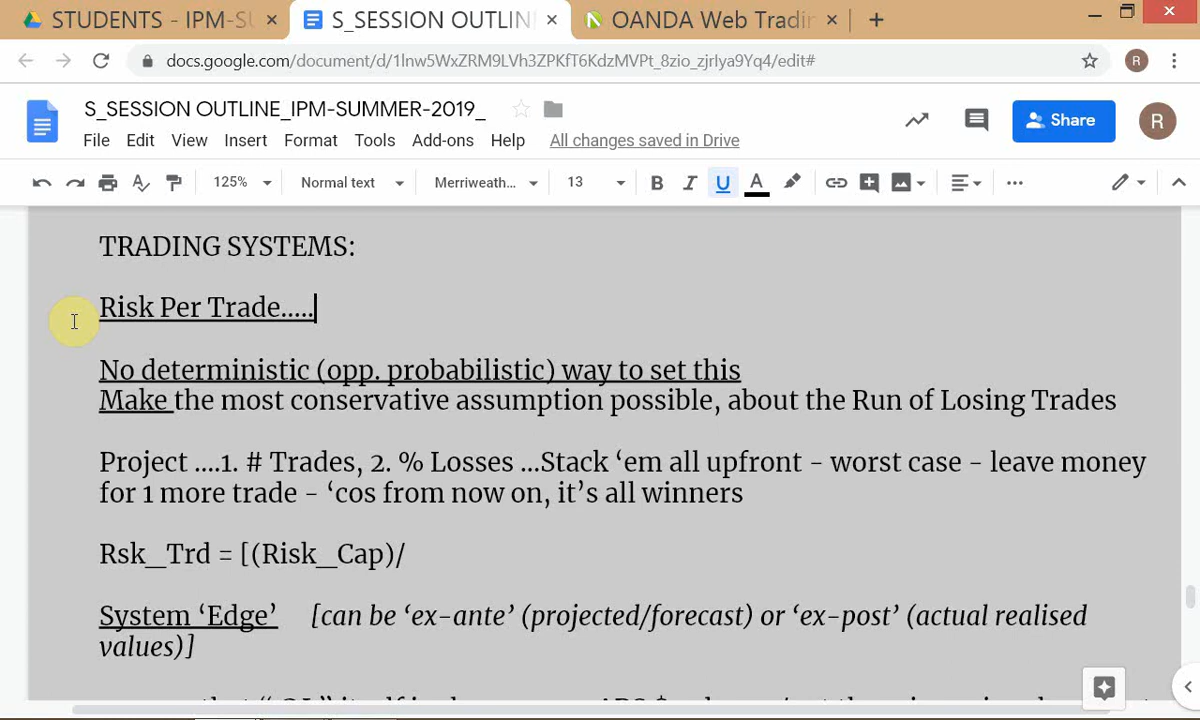 STUDENTS - IPM-SU
S_SESSION OUTLIN
OANDA Web Tradin
docs.google.com/document/d/1lnw5WxZRM9LVh3ZPKfT6KdzMVPt_8zio_zjrIya9Yq4/edit#
R
S_SESSION OUTLINE_IPM-SUMMER-2019_
File Edit View Insert Format Tools Add-ons Help All changes saved in Drive
Share
R
125% Normal text Merriweath... 13 B I U A
TRADING SYSTEMS:
Risk Per Trade.....
No deterministic (opp. probabilistic) way to set this
Make the most conservative assumption possible, about the Run of Losing Trades
Project ....1. # Trades, 2. % Losses ...Stack ‘em all upfront - worst case - leave money
for 1 more trade - ‘cos from now on, it’s all winners
Rsk_Trd = [(Risk_Cap)/
System ‘Edge’ [can be ‘ex-ante’ (projected/forecast) or ‘ex-post’ (actual realised
values)]